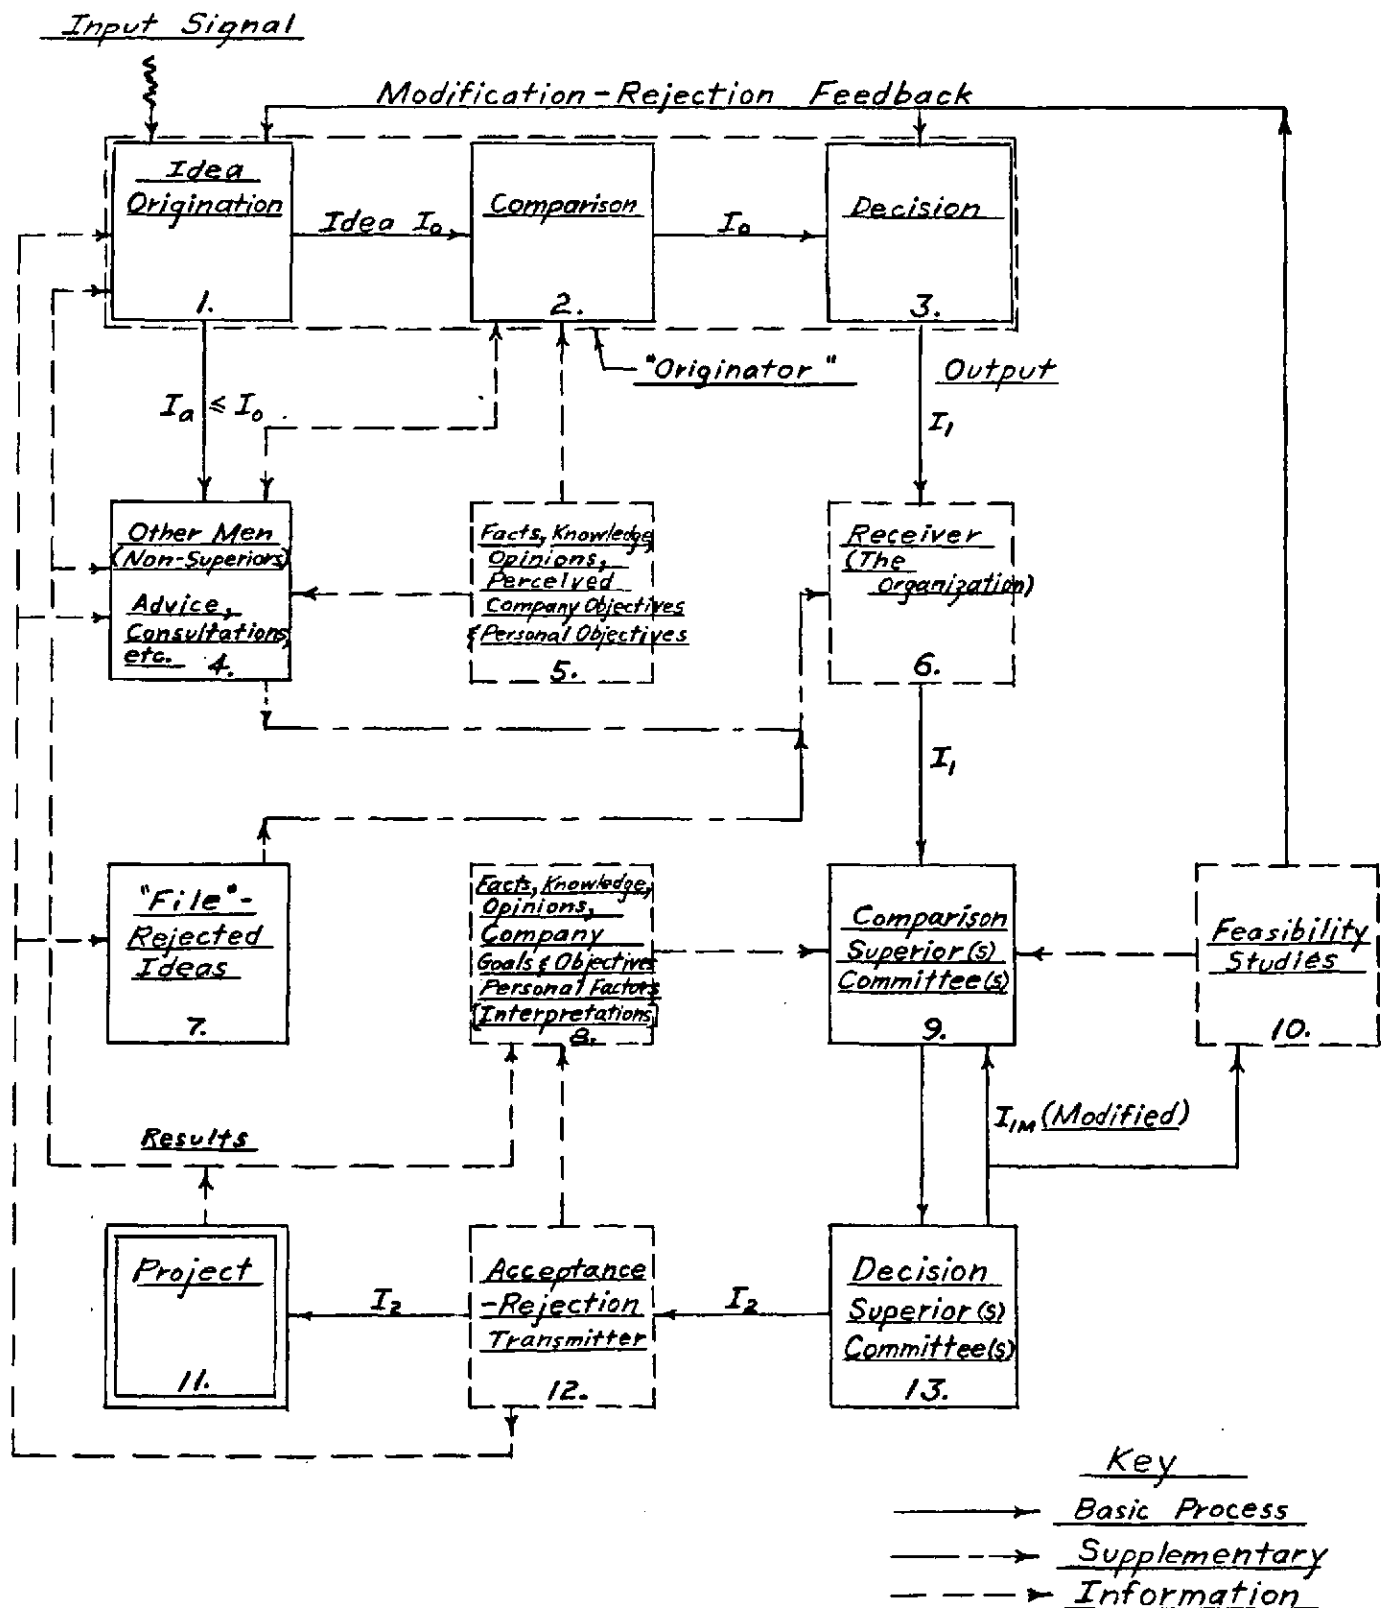 Input Signal
Modification-Rejection Feedback
Idea
Origination
1.
Idea I₀
Comparison
2.
I₀
Decision
3.
"Originator"
Output
Iₐ ≤ I₀
I₁
Other Men
(Non-Superiors)
Advice,
Consultations,
etc.
4.
Facts, Knowledge,
Opinions,
Perceived
Company Objectives
& Personal Objectives
5.
Receiver
(The
Organization)
6.
I₁
"File"-
Rejected
Ideas
7.
Facts, Knowledge,
Opinions,
Company
Goals & Objectives
Personal Factors
[Interpretations]
8.
Comparison
Superior(s)
Committee(s)
9.
Feasibility
Studies
10.
I₁M (Modified)
Results
Project
11.
I₂
Acceptance
-Rejection
Transmitter
12.
I₂
Decision
Superior(s)
Committee(s)
13.
Key
Basic Process
Supplementary
Information